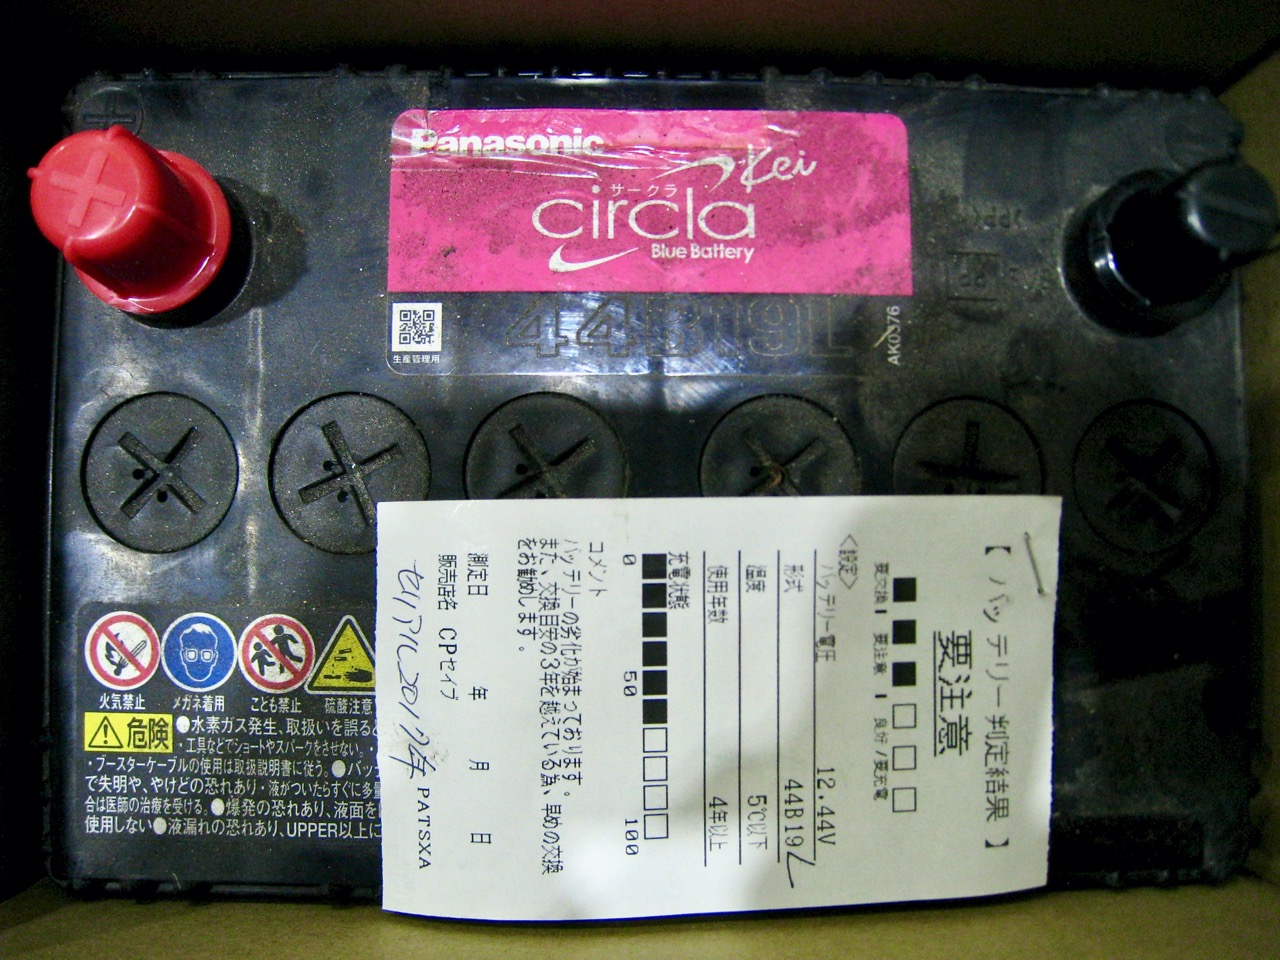 Panasonic
Kei
サークラ
circla
Blue Battery
44B19L
生産管理用
AK0376
火気禁止
メガネ着用
こども禁止
硫酸注意
危険
●水素ガス発生、取扱いを誤ると
・工具などでショートやスパークをさせない。・
・ブースターケーブルの使用は取扱説明書に従う。●バッ
で失明や、やけどの恐れあり・液がついたらすぐに多量
合は医師の治療を受ける。●爆発の恐れあり、液面を
使用しない●液漏れの恐れあり、UPPER以上に
【 バッテリー判定結果 】
要注意
要交換 要注意 良好/要充電
<設定>
バッテリー電圧 12.44V
形式 44B19L
温度 5℃以下
使用年数 4年以上
充電状態
0 50 100
コメント
バッテリーの劣化が始まっております。
また、交換目安の3年を越えている為、早めの交換
をお勧めします。
測定日 年 月 日
販売店名 CPセイブ
PATSXA
セリアル2017年